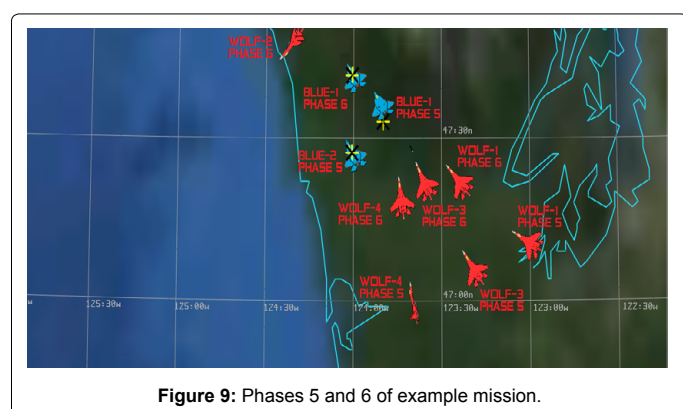 WOLF-2
PHASE 6
BLUE-1
PHASE 6
BLUE-1
PHASE 5
47:30n
BLUE-2
PHASE 5
WOLF-1
PHASE 6
WOLF-4
PHASE 6
WOLF-3
PHASE 6
WOLF-1
PHASE 5
WOLF-4
PHASE 5
47:00n
WOLF-3
PHASE 5
w
125:30w
125:00w
124:30w
124:00w
123:30w
123:00w
122:30w
Figure 9: Phases 5 and 6 of example mission.